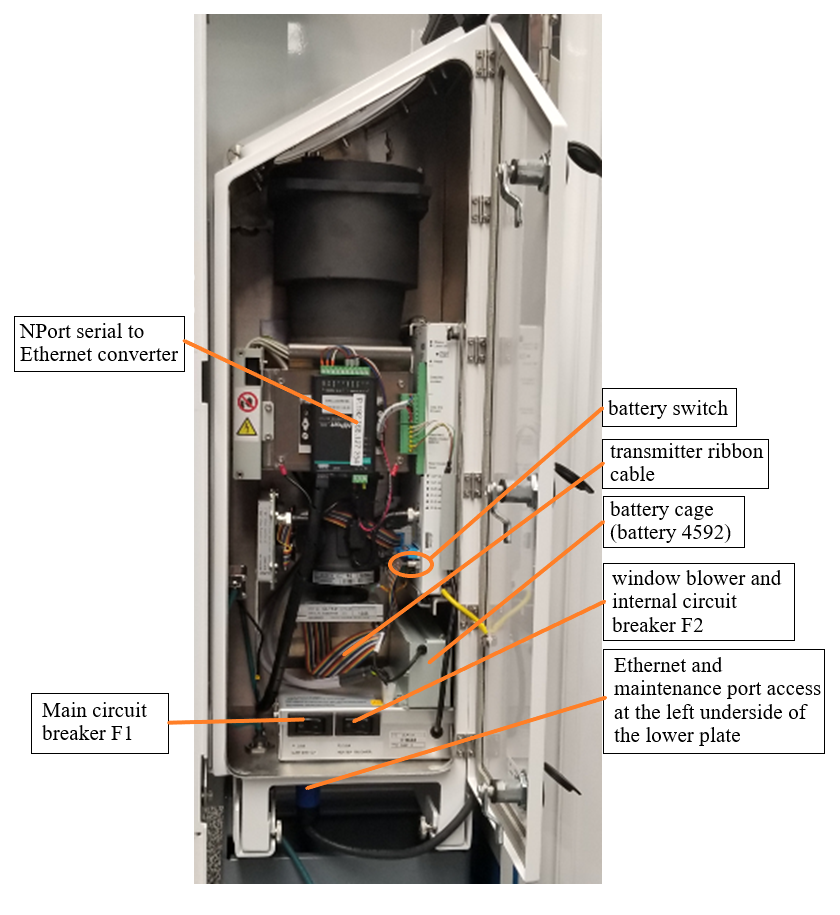 NPort serial to
Ethernet converter
battery switch
transmitter ribbon
cable
battery cage
(battery 4592)
window blower and
internal circuit
breaker F2
Ethernet and
maintenance port access
at the left underside of
the lower plate
Main circuit
breaker F1
NPort